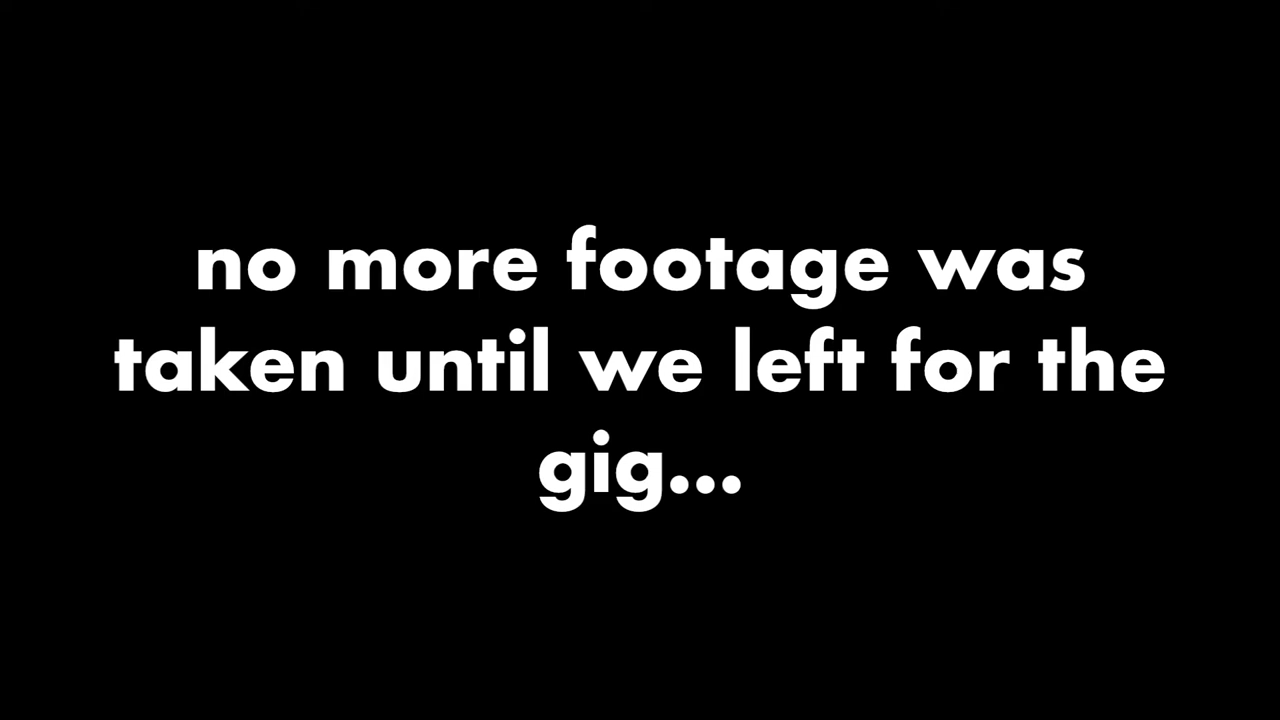 no more footage was
taken until we left for the
gig...